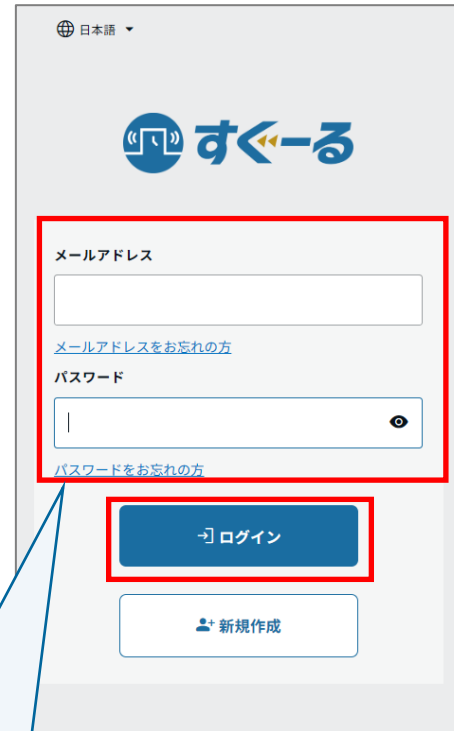 日本語
すぐーる
メールアドレス
メールアドレスをお忘れの方
パスワード
パスワードをお忘れの方
ログイン
新規作成